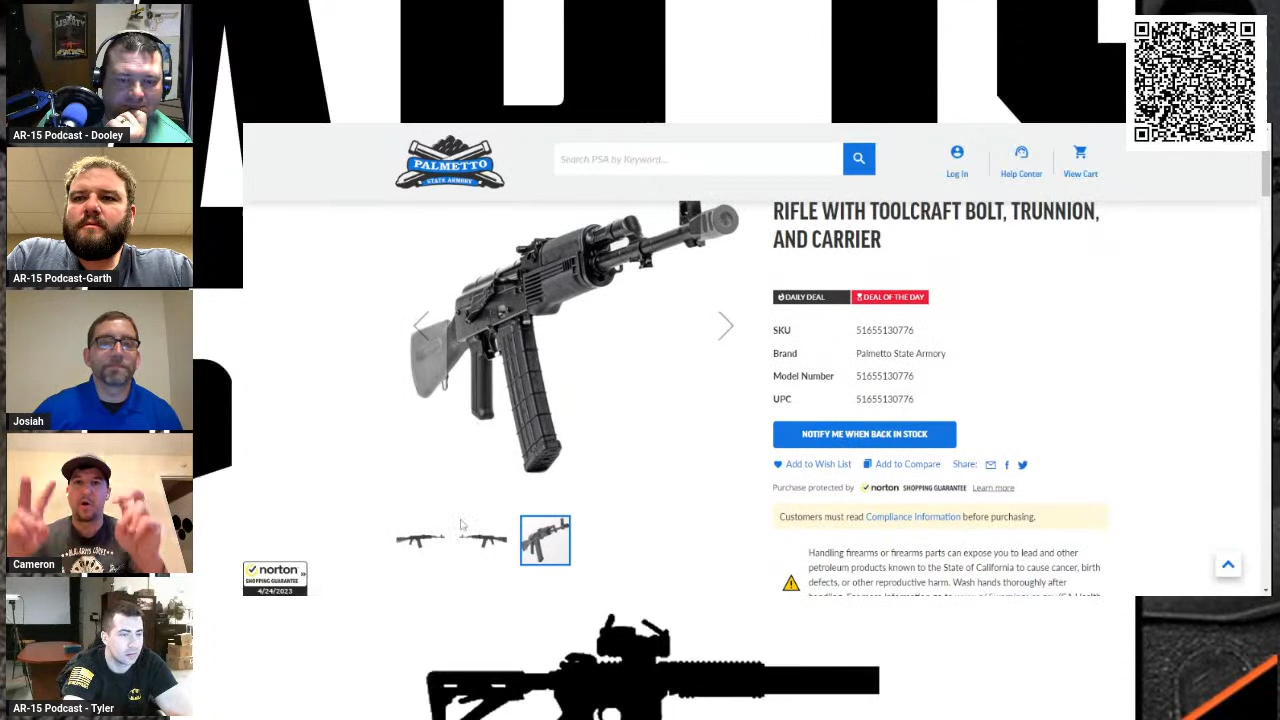 LIBERTY
AR-15 Podcast - Dooley
AR-15 Podcast-Garth
Josiah
Cameron
AR-15 Podcast - Tyler
PALMETTO
STATE ARMORY
Search PSA by Keyword...
Log In
Help Center
View Cart
RIFLE WITH TOOLCRAFT BOLT, TRUNNION,
AND CARRIER
DAILY DEAL
DEAL OF THE DAY
SKU 51655130776
Brand Palmetto State Armory
Model Number 51655130776
UPC 51655130776
NOTIFY ME WHEN BACK IN STOCK
Add to Wish List Add to Compare Share:
Purchase protected by norton SHOPPING GUARANTEE Learn more
Customers must read Compliance Information before purchasing.
Handling firearms or firearms parts can expose you to lead and other
petroleum products known to the State of California to cause cancer, birth
defects, or other reproductive harm. Wash hands thoroughly after
norton
SHOPPING GUARANTEE
4/24/2023